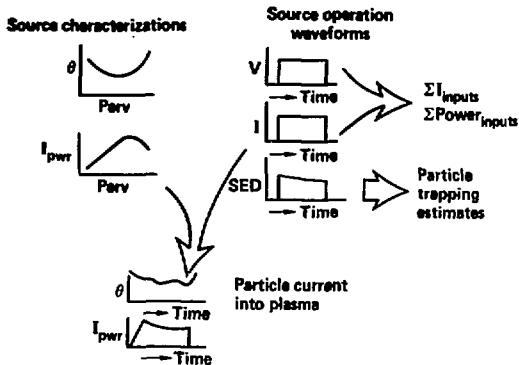 Source characterizations
θ
Perv
I pwr
Perv
Source operation
waveforms
V
Time
I
Time
SED
Time
ΣI inputs
ΣPower inputs
Particle
trapping
estimates
θ
Time
I pwr
Time
Particle current
into plasma